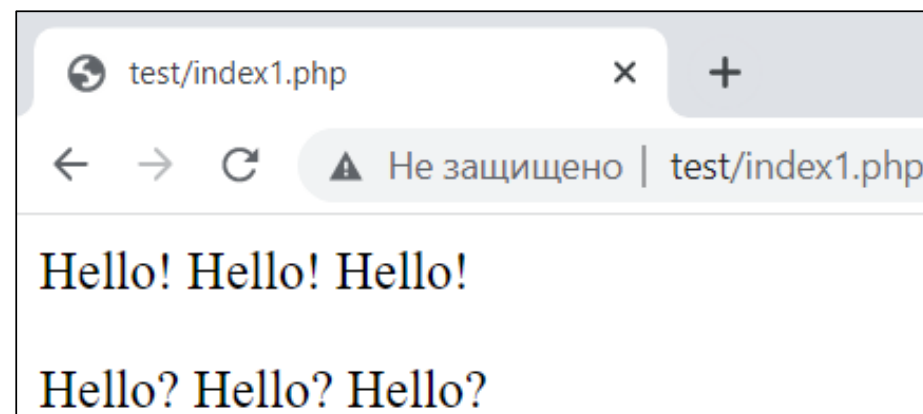 test/index1.php
Не защищено | test/index1.php
Hello! Hello! Hello!
Hello? Hello? Hello?